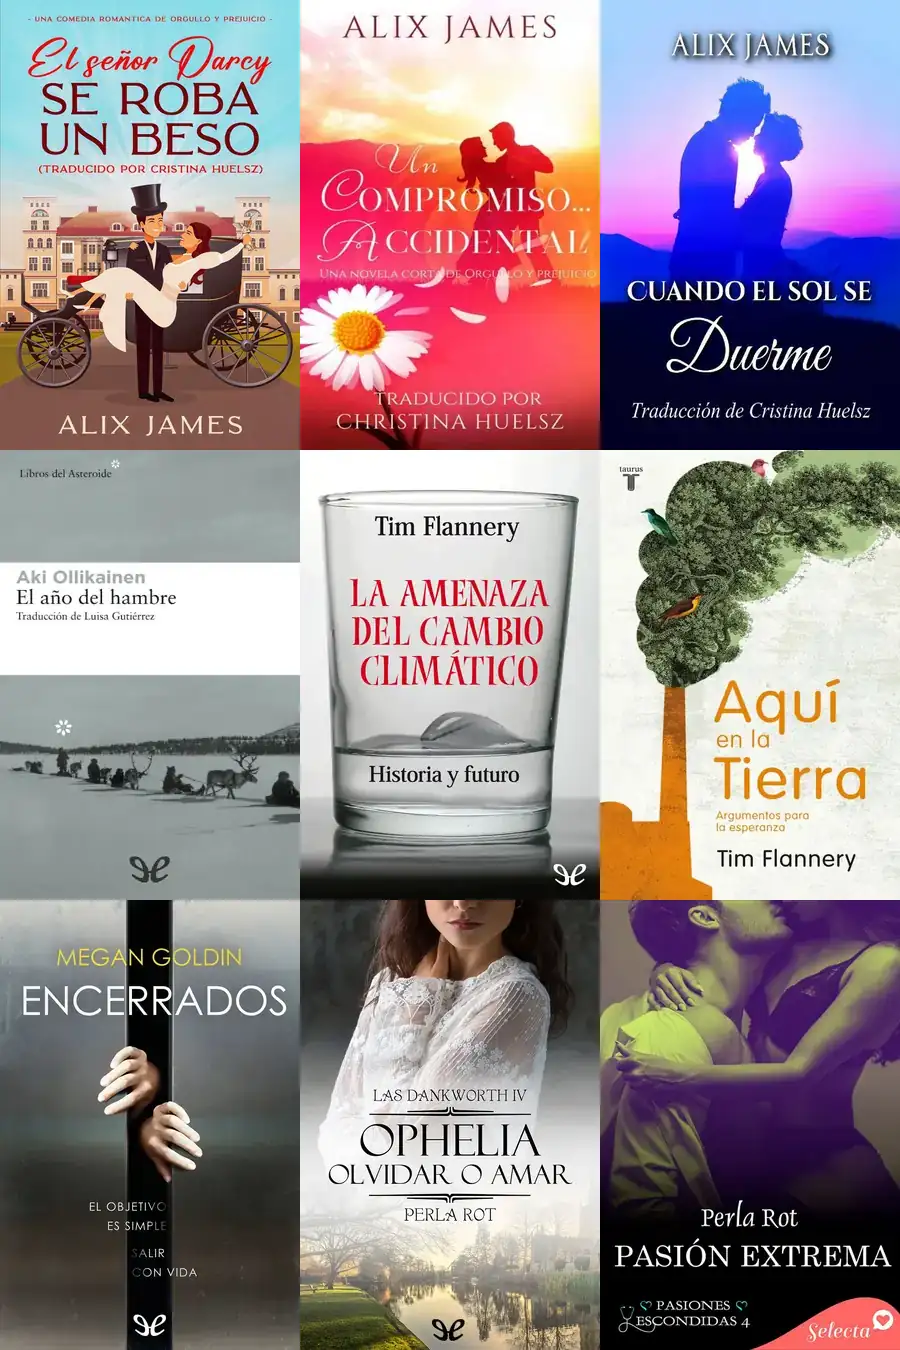 - UNA COMEDIA ROMÁNTICA DE ORGULLO Y PREJUICIO -
El señor Darcy
SE ROBA
UN BESO
(TRADUCIDO POR CRISTINA HUELSZ)
ALIX JAMES
ALIX JAMES
Un
COMPROMISO...
ACCIDENTAL
UNA NOVELA CORTA DE ORGULLO Y PREJUICIO
TRADUCIDO POR
CHRISTINA HUELSZ
ALIX JAMES
CUANDO EL SOL SE
Duerme
Traducción de Cristina Huelsz
Libros del Asteroide
Aki Ollikainen
El año del hambre
Traducción de Luisa Gutiérrez
Tim Flannery
LA AMENAZA
DEL CAMBIO
CLIMÁTICO
Historia y futuro
taurus
Aquí
en la
Tierra
Argumentos para
la esperanza
Tim Flannery
MEGAN GOLDIN
ENCERRADOS
EL OBJETIVO
ES SIMPLE
SALIR
CON VIDA
LAS DANKWORTH IV
OPHELIA
OLVIDAR O AMAR
PERLA ROT
Perla Rot
PASIÓN EXTREMA
PASIONES
ESCONDIDAS 4
Selecta